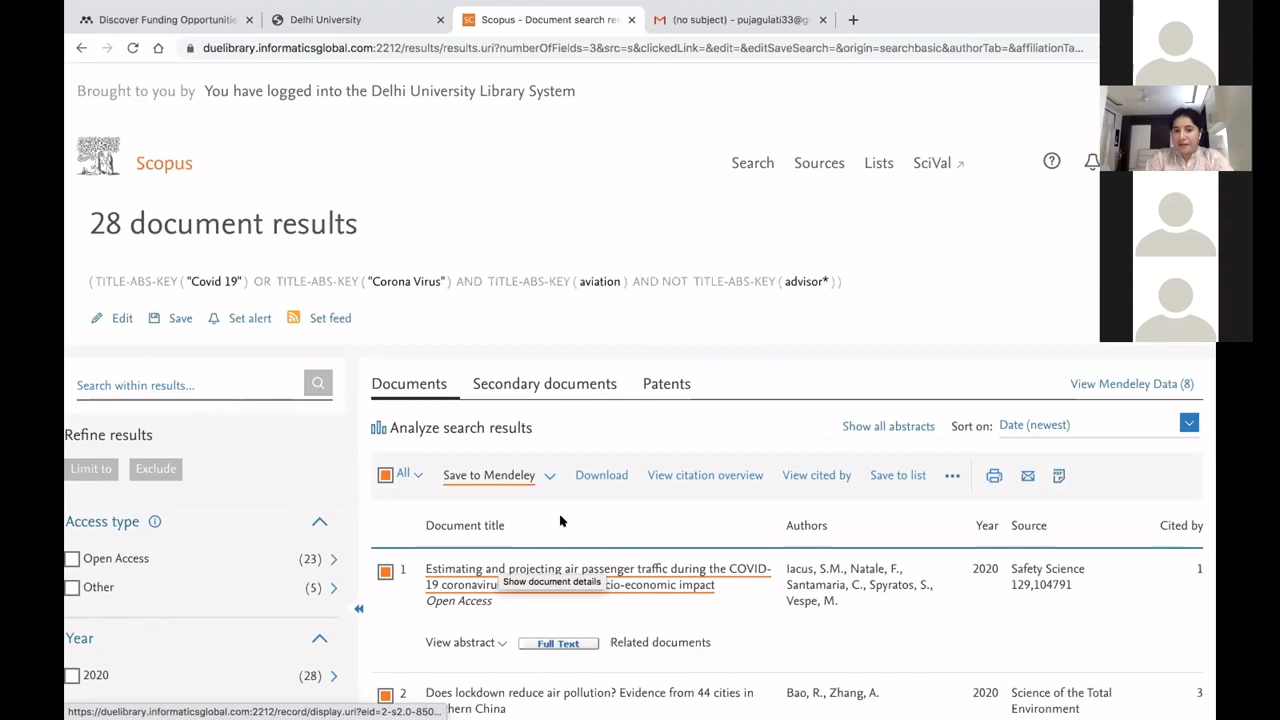 Discover Funding Opportunitie
Delhi University
Scopus - Document search res
(no subject) - pujagulati33@g
duelibrary.informaticsglobal.com:2212/results/results.uri?numberOfFields=3&src=s&clickedLink=&edit=&editSaveSearch=&origin=searchbasic&authorTab=&affiliationTa...
Brought to you by You have logged into the Delhi University Library System
Scopus
Search Sources Lists SciVal
28 document results
( TITLE-ABS-KEY ( "Covid 19" ) OR TITLE-ABS-KEY ( "Corona Virus" ) AND TITLE-ABS-KEY ( aviation ) AND NOT TITLE-ABS-KEY ( advisor* ) )
Edit Save Set alert Set feed
Search within results...
Documents Secondary documents Patents
View Mendeley Data (8)
Refine results
Limit to Exclude
Analyze search results
Show all abstracts Sort on: Date (newest)
All Save to Mendeley Download View citation overview View cited by Save to list •••
Access type
Open Access (23)
Other (5)
Year
2020 (28)
Document title Authors Year Source Cited by
1 Estimating and projecting air passenger traffic during the COVID-
19 socio-economic impact
Show document details
Open Access
Iacus, S.M., Natale, F.,
Santamaria, C., Spyratos, S.,
Vespe, M.
2020 Safety Science
129,104791
1
View abstract Full Text Related documents
2 Does lockdown reduce air pollution? Evidence from 44 cities in
China
Bao, R., Zhang, A.
2020 Science of the Total
Environment
3
https://duelibrary.informaticsglobal.com:2212/record/display.uri?eid=2-s2.0-850...